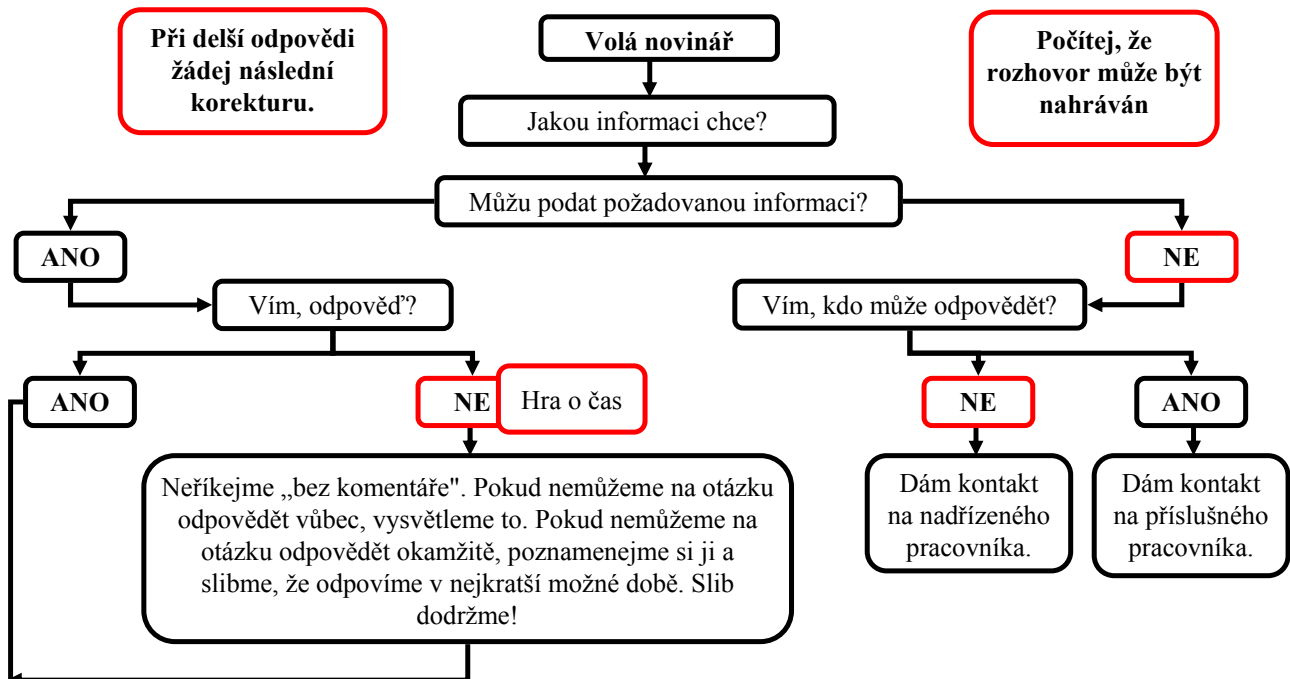 Při delší odpovědi
žádej následní
korekturu.
Volá novinář
Počítej, že
rozhovor může být
nahráván
Jakou informaci chce?
Můžu podat požadovanou informaci?
ANO
NE
Vím, odpověď?
Vím, kdo může odpovědět?
ANO
NE
Hra o čas
NE
ANO
Neříkejme ,,bez komentáře". Pokud nemůžeme na otázku
odpovědět vůbec, vysvětleme to. Pokud nemůžeme na
otázku odpovědět okamžitě, poznamenejme si ji a
slibme, že odpovíme v nejkratší možné době. Slib
dodržme!
Dám kontakt
na nadřízeného
pracovníka.
Dám kontakt
na příslušného
pracovníka.